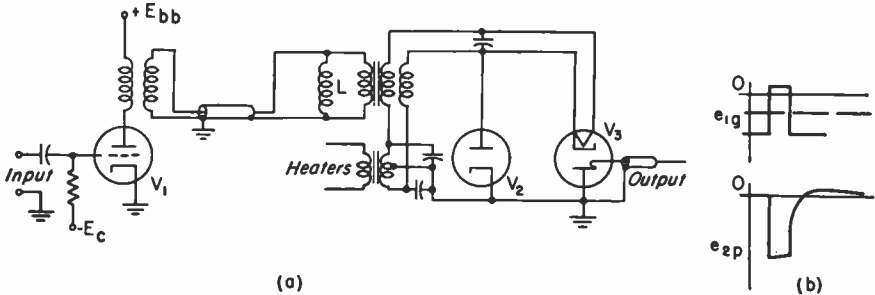 + Ebb
Input
V1
-Ec
L
Heaters
V2
V3
Output
(a)
0
e1g
0
e2p
(b)